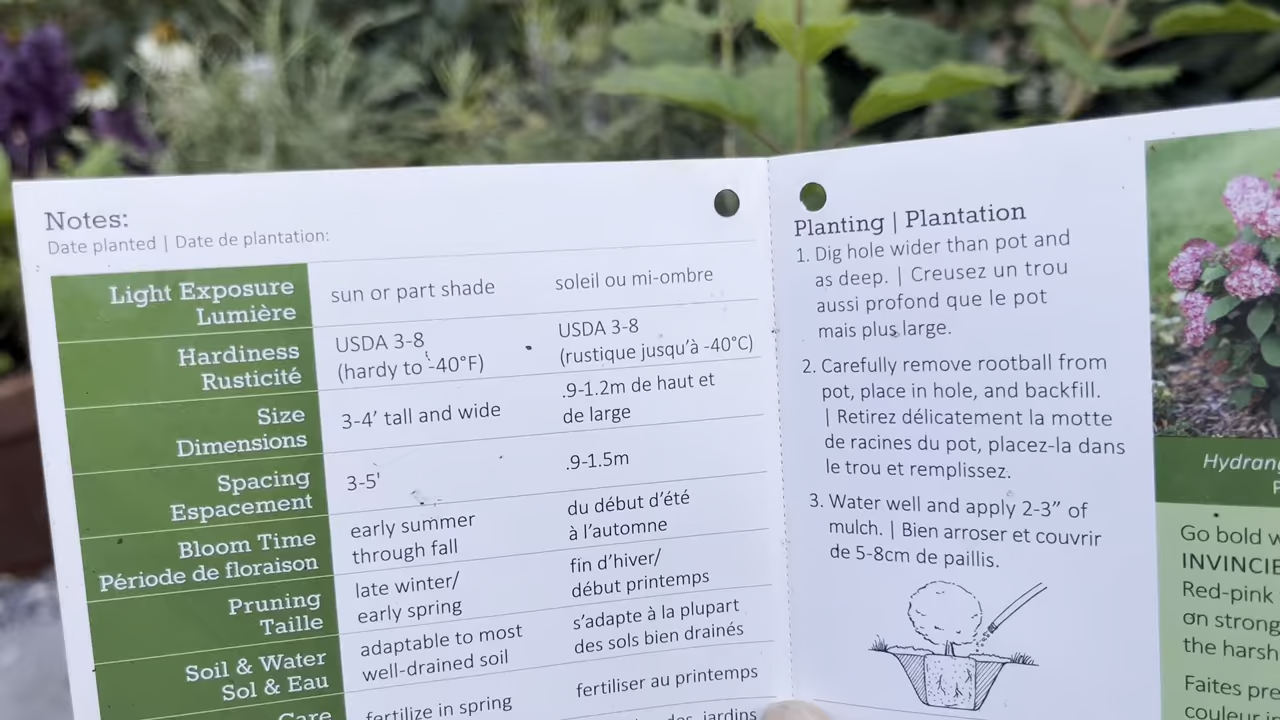 Notes:
Date planted | Date de plantation:
Light Exposure
Lumière
sun or part shade
soleil ou mi-ombre
Hardiness
Rusticité
USDA 3-8
(hardy to -40°F)
USDA 3-8
(rustique jusqu'à -40°C)
Size
Dimensions
3-4' tall and wide
.9-1.2m de haut et
de large
Spacing
Espacement
3-5'
.9-1.5m
Bloom Time
Période de floraison
early summer
through fall
du début d'été
à l'automne
Pruning
Taille
late winter/
early spring
fin d'hiver/
début printemps
Soil & Water
Sol & Eau
adaptable to most
well-drained soil
s'adapte à la plupart
des sols bien drainés
Care
fertilize in spring
fertiliser au printemps
des jardins
Planting | Plantation
1. Dig hole wider than pot and
as deep. | Creusez un trou
aussi profond que le pot
mais plus large.
2. Carefully remove rootball from
pot, place in hole, and backfill.
| Retirez délicatement la motte
de racines du pot, placez-la dans
le trou et remplissez.
3. Water well and apply 2-3" of
mulch. | Bien arroser et couvrir
de 5-8cm de paillis.
Go bold
Red-pink
on strong
the harsh
Faites